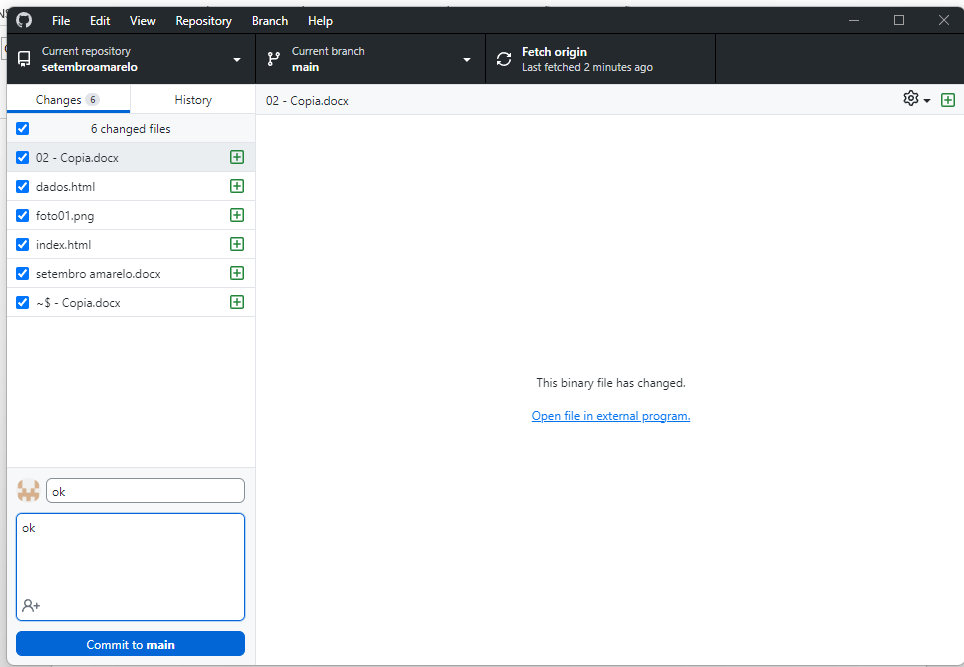 File Edit View Repository Branch Help
Current repository
setembroamarelo
Current branch
main
Fetch origin
Last fetched 2 minutes ago
Changes 6
History
02 - Copia.docx
6 changed files
02 - Copia.docx
dados.html
foto01.png
index.html
setembro amarelo.docx
~$ - Copia.docx
This binary file has changed.
Open file in external program.
ok
ok
Commit to main